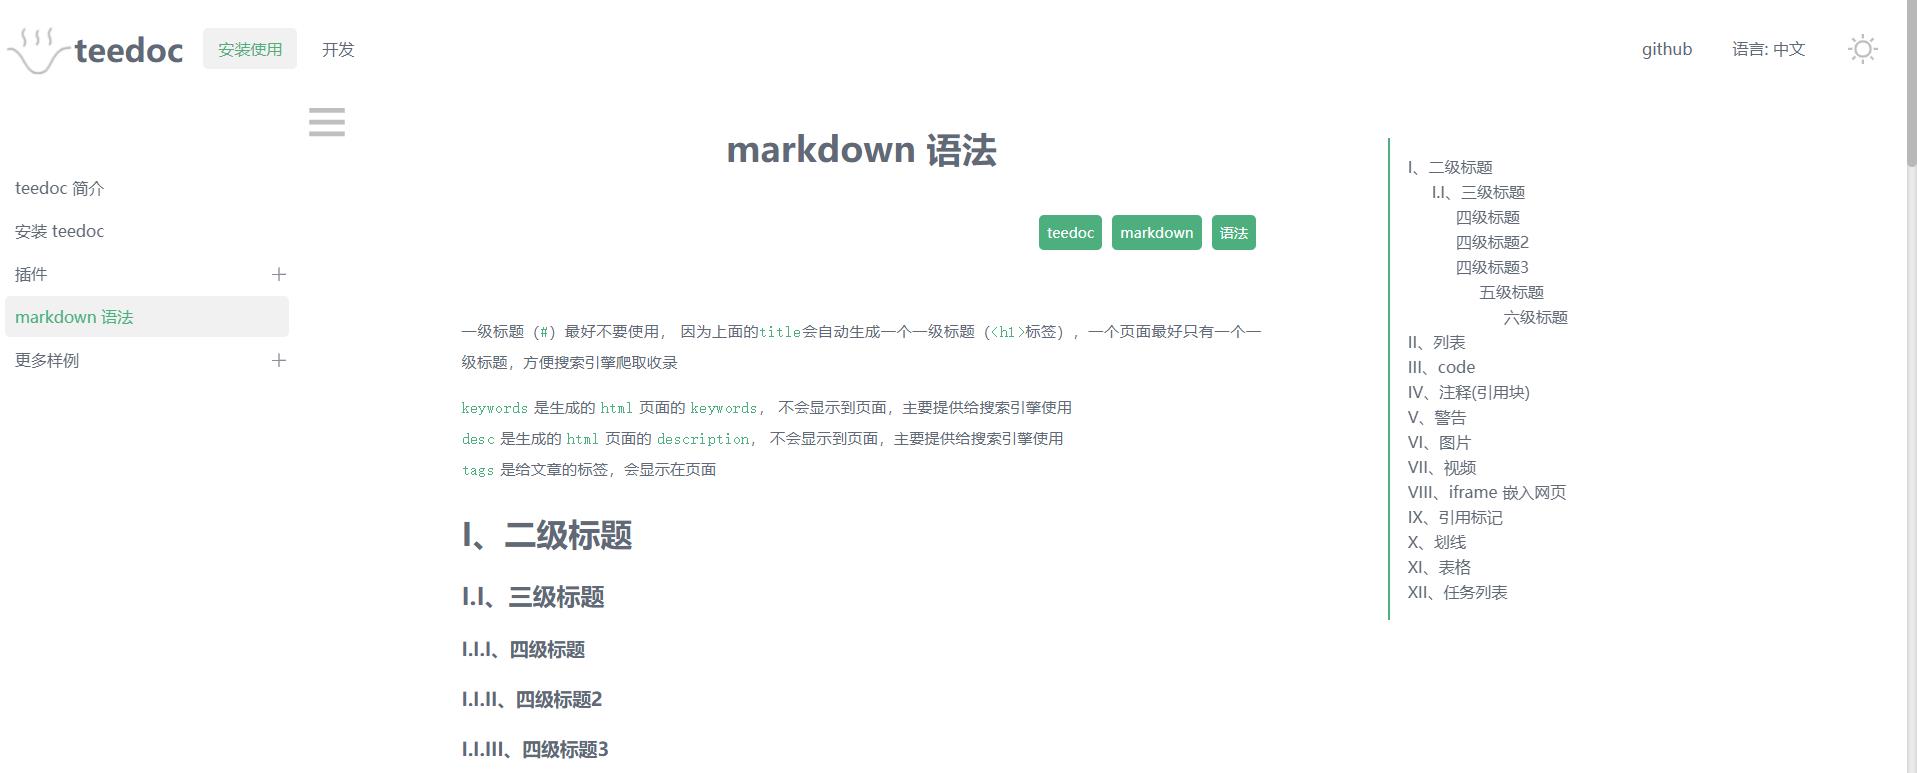 teedoc
安装使用
开发
github
语言: 中文
teedoc 简介
安装 teedoc
插件
markdown 语法
更多样例
markdown 语法
teedoc markdown 语法
一级标题（#）最好不要使用， 因为上面的title会自动生成一个一级标题（<h1>标签），一个页面最好只有一个一
级标题，方便搜索引擎爬取收录
keywords 是生成的 html 页面的 keywords， 不会显示到页面，主要提供给搜索引擎使用
desc 是生成的 html 页面的 description， 不会显示到页面，主要提供给搜索引擎使用
tags 是给文章的标签，会显示在页面
I、二级标题
I.I、三级标题
I.I.I、四级标题
I.I.II、四级标题2
I.I.III、四级标题3
I、二级标题
I.I、三级标题
四级标题
四级标题2
四级标题3
五级标题
六级标题
II、列表
III、code
IV、注释(引用块)
V、警告
VI、图片
VII、视频
VIII、iframe 嵌入网页
IX、引用标记
X、划线
XI、表格
XII、任务列表